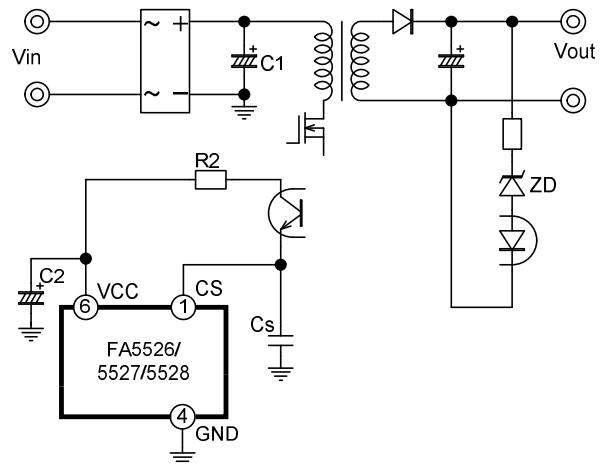 Vin
~ +
~ −
+
C1
+
Vout
R2
ZD
C2
+
VCC
CS
6
1
Cs
FA5526/
5527/5528
4
GND